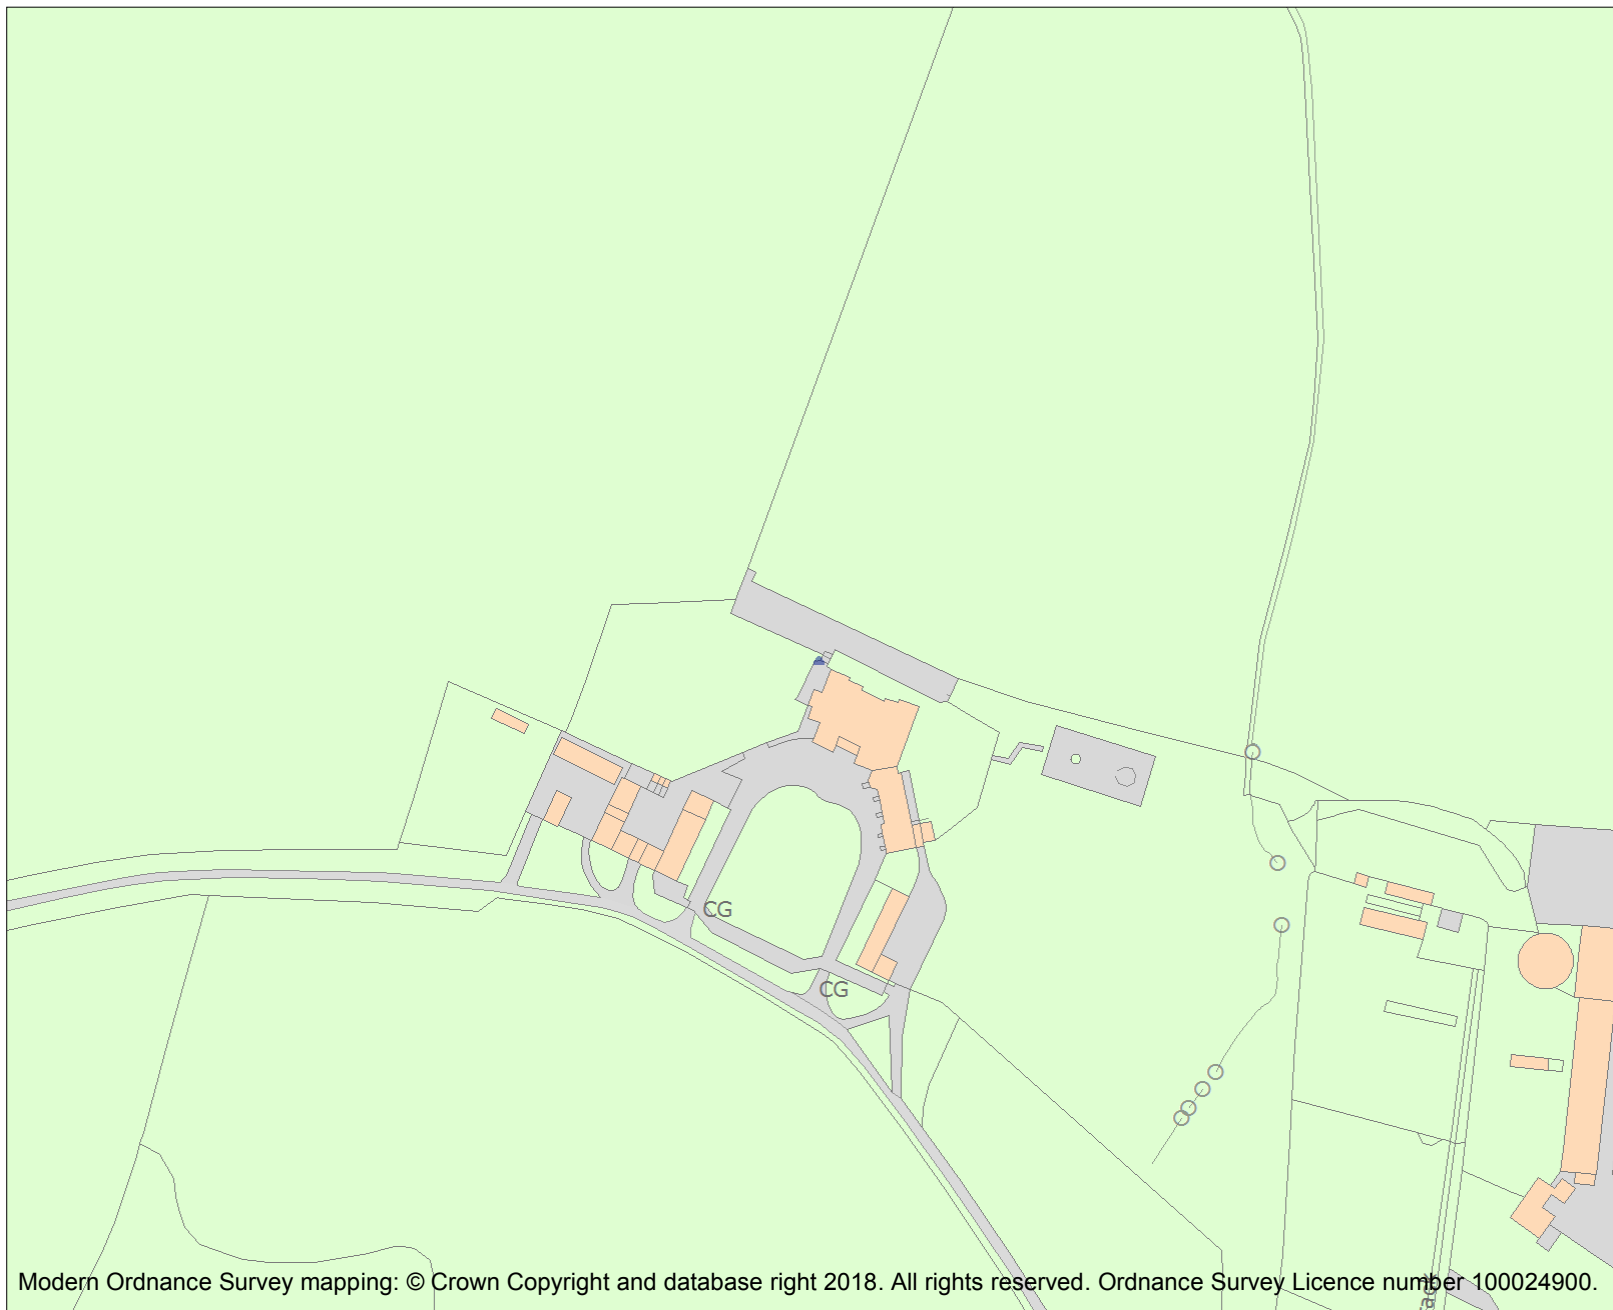 CG
CG
Modern Ordnance Survey mapping: © Crown Copyright and database right 2018. All rights reserved. Ordnance Survey Licence number 100024900.